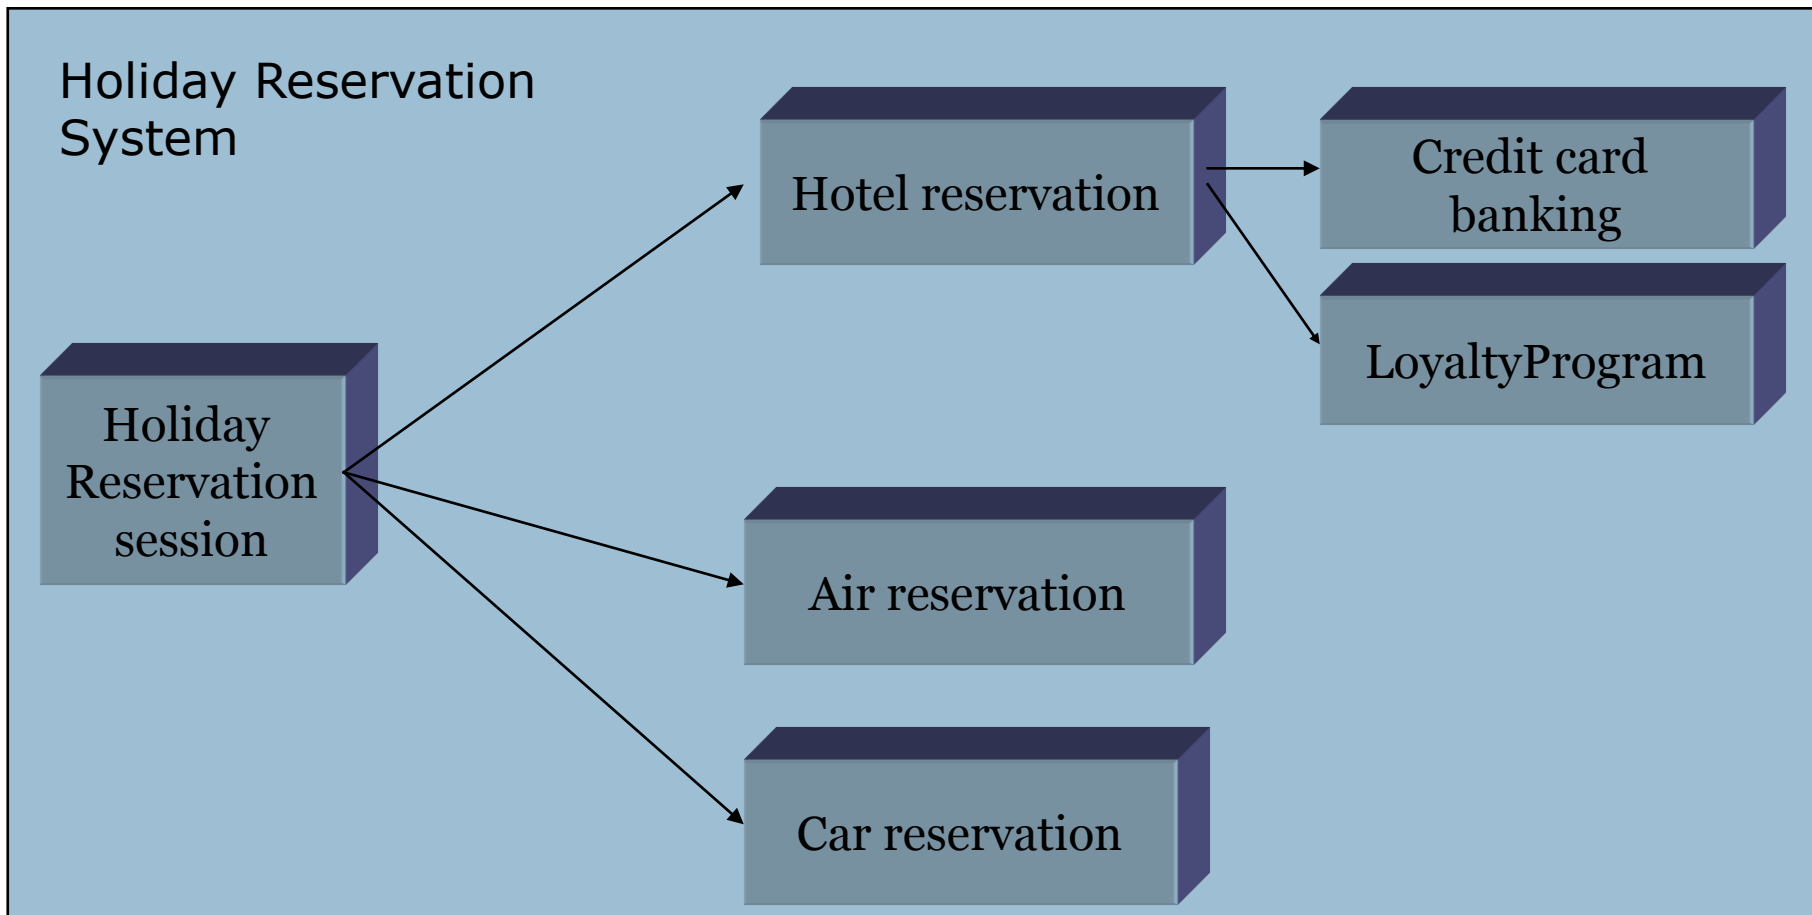 Holiday Reservation
System
Hotel reservation
Credit card
banking
LoyaltyProgram
Holiday
Reservation
session
Air reservation
Car reservation